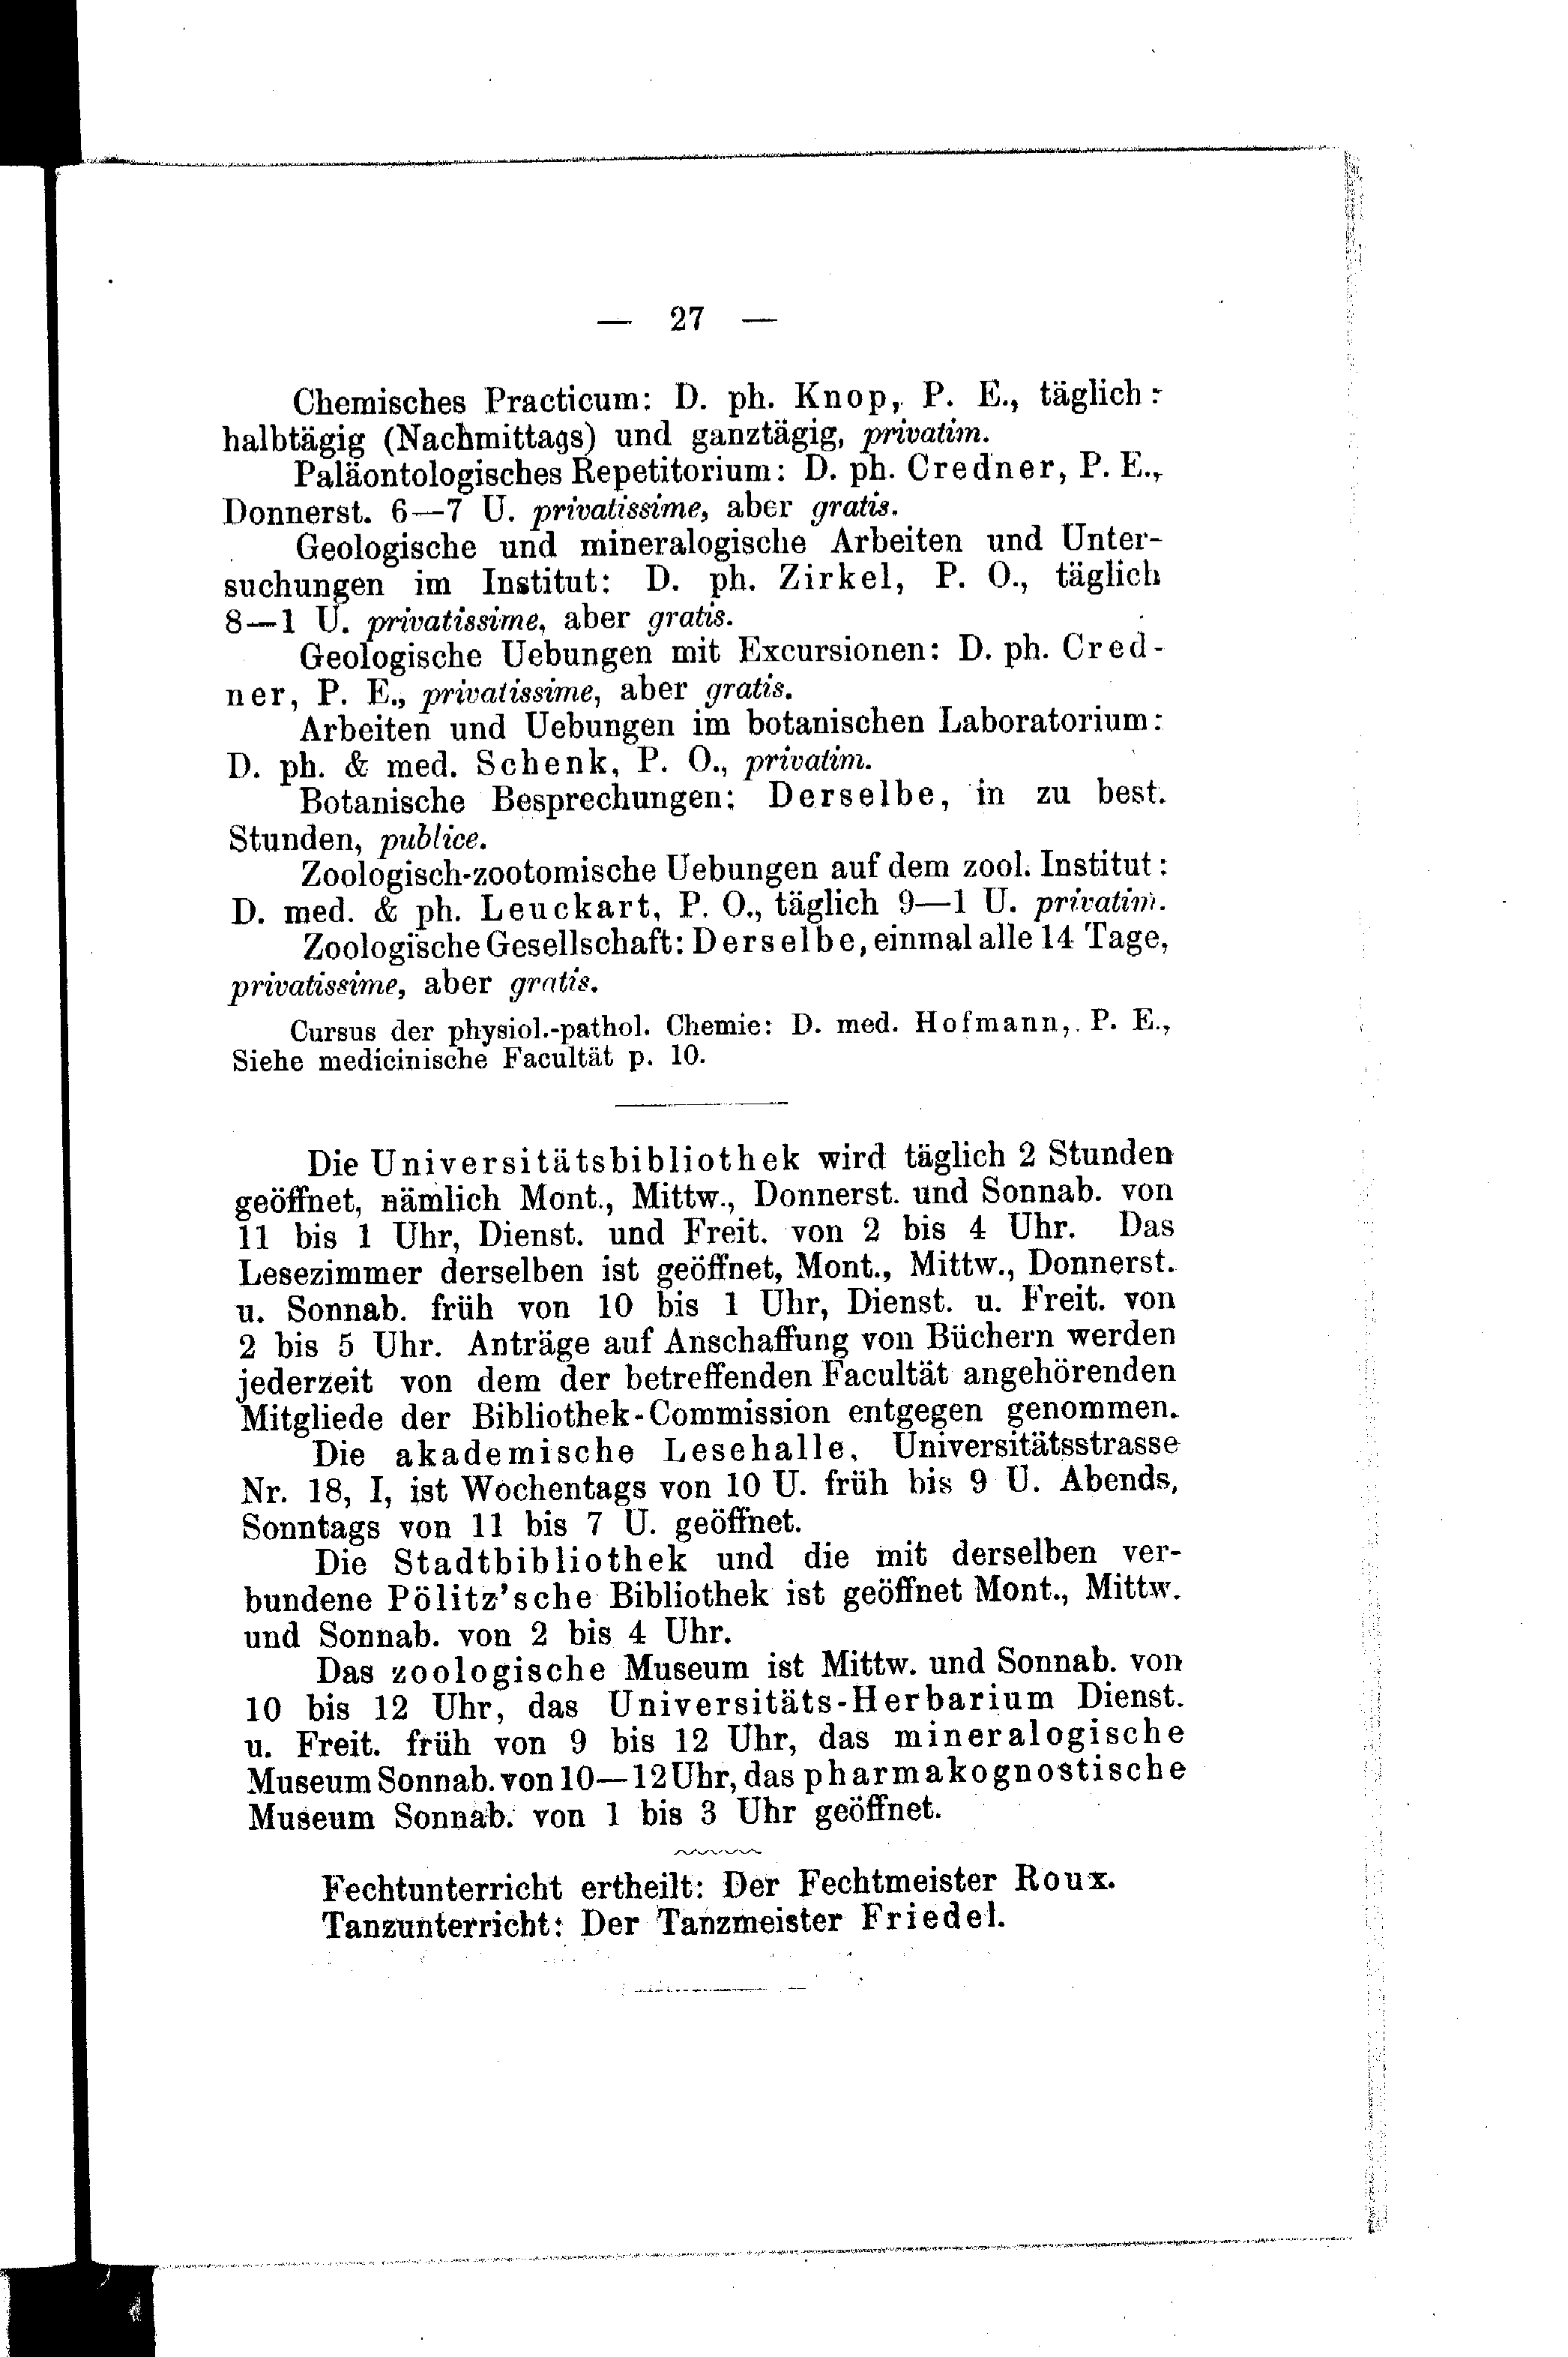 — 27 —
Chemisches Practicum: D. ph. Knop, P. E., täglich:
halbtägig (Nachmittags) und ganztägig, privatim.
Paläontologisches Repetitorium: D. ph. Credner, P. E.,
Donnerst. 6—7 U. privatissime, aber gratis.
Geologische und mineralogische Arbeiten und Unter-
suchungen im Institut: D. ph. Zirkel, P. O., täglich
8—1 U. privatissime, aber gratis.
Geologische Uebungen mit Excursionen: D. ph. Cred-
ner, P. E., privatissime, aber gratis.
Arbeiten und Uebungen im botanischen Laboratorium:
D. ph. & med. Schenk, P. O., privatim.
Botanische Besprechungen: Derselbe, in zu best.
Stunden, publice.
Zoologisch-zootomische Uebungen auf dem zool. Institut:
D. med. & ph. Leuckart, P. O., täglich 9—1 U. privatim.
Zoologische Gesellschaft: Derselbe, einmal alle 14 Tage,
privatissime, aber gratis.
Cursus der physiol.-pathol. Chemie: D. med. Hofmann, P. E.,
Siehe medicinische Facultät p. 10.
Die Universitätsbibliothek wird täglich 2 Stunden
geöffnet, nämlich Mont., Mittw., Donnerst. und Sonnab. von
11 bis 1 Uhr, Dienst. und Freit. von 2 bis 4 Uhr. Das
Lesezimmer derselben ist geöffnet, Mont., Mittw., Donnerst.
u. Sonnab. früh von 10 bis 1 Uhr, Dienst. u. Freit. von
2 bis 5 Uhr. Anträge auf Anschaffung von Büchern werden
jederzeit von dem der betreffenden Facultät angehörenden
Mitgliede der Bibliothek-Commission entgegen genommen.
Die akademische Lesehalle, Universitätsstrasse
Nr. 18, I, ist Wochentags von 10 U. früh bis 9 U. Abends,
Sonntags von 11 bis 7 U. geöffnet.
Die Stadtbibliothek und die mit derselben ver-
bundene Pölitz'sche Bibliothek ist geöffnet Mont., Mittw.
und Sonnab. von 2 bis 4 Uhr.
Das zoologische Museum ist Mittw. und Sonnab. von
10 bis 12 Uhr, das Universitäts-Herbarium Dienst.
u. Freit. früh von 9 bis 12 Uhr, das mineralogische
Museum Sonnab. von 10—12 Uhr, das pharmakognostische
Museum Sonnab. von 1 bis 3 Uhr geöffnet.
Fechtunterricht ertheilt: Der Fechtmeister Roux.
Tanzunterricht: Der Tanzmeister Friedel.